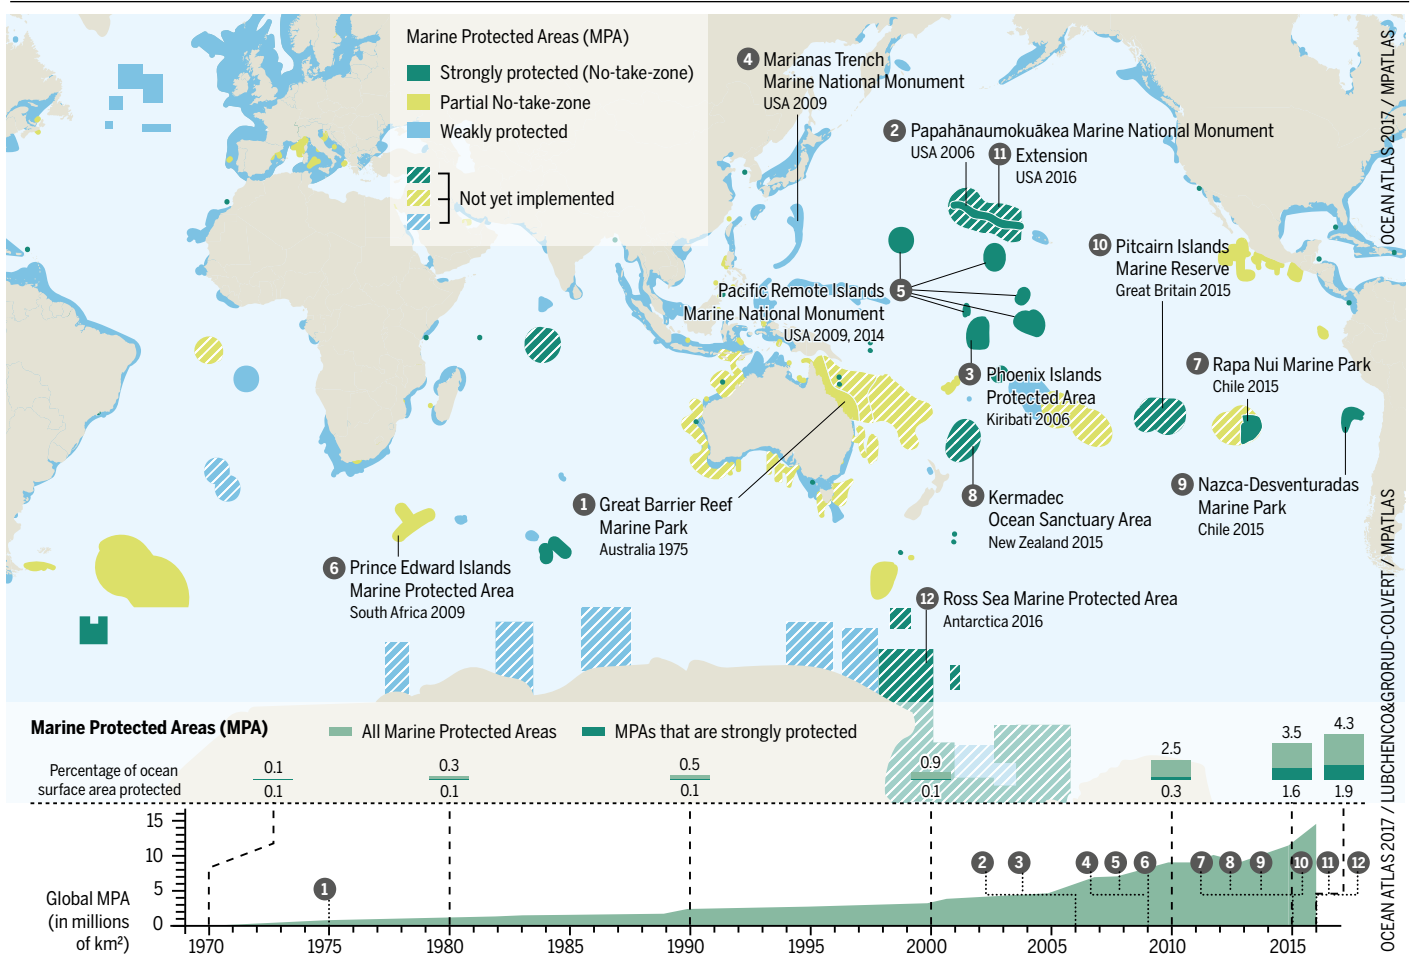 Marine Protected Areas (MPA)
Strongly protected (No-take-zone)
Partial No-take-zone
Weakly protected
Not yet implemented
4 Marianas Trench
Marine National Monument
USA 2009
2 Papahānaumokuākea Marine National Monument
USA 2006
11 Extension
USA 2016
10 Pitcairn Islands
Marine Reserve
Great Britain 2015
Pacific Remote Islands 5
Marine National Monument
USA 2009, 2014
3 Phoenix Islands
Protected Area
Kiribati 2006
7 Rapa Nui Marine Park
Chile 2015
1 Great Barrier Reef
Marine Park
Australia 1975
8 Kermadec
Ocean Sanctuary Area
New Zealand 2015
9 Nazca-Desventuradas
Marine Park
Chile 2015
6 Prince Edward Islands
Marine Protected Area
South Africa 2009
12 Ross Sea Marine Protected Area
Antarctica 2016
OCEAN ATLAS 2017 / MPATLAS
OCEAN ATLAS 2017 / LUBCHENCO&GRORUD-COLVERT / MPATLAS
Marine Protected Areas (MPA)
All Marine Protected Areas
MPAs that are strongly protected
Percentage of ocean
surface area protected
0.1 0.3 0.5 0.9 2.5 3.5 4.3
0.1 0.1 0.1 0.1 0.3 1.6 1.9
Global MPA
(in millions
of km²)
15
10
5
0
1 2 3 4 5 6 7 8 9 10 11 12
1970 1975 1980 1985 1990 1995 2000 2005 2010 2015